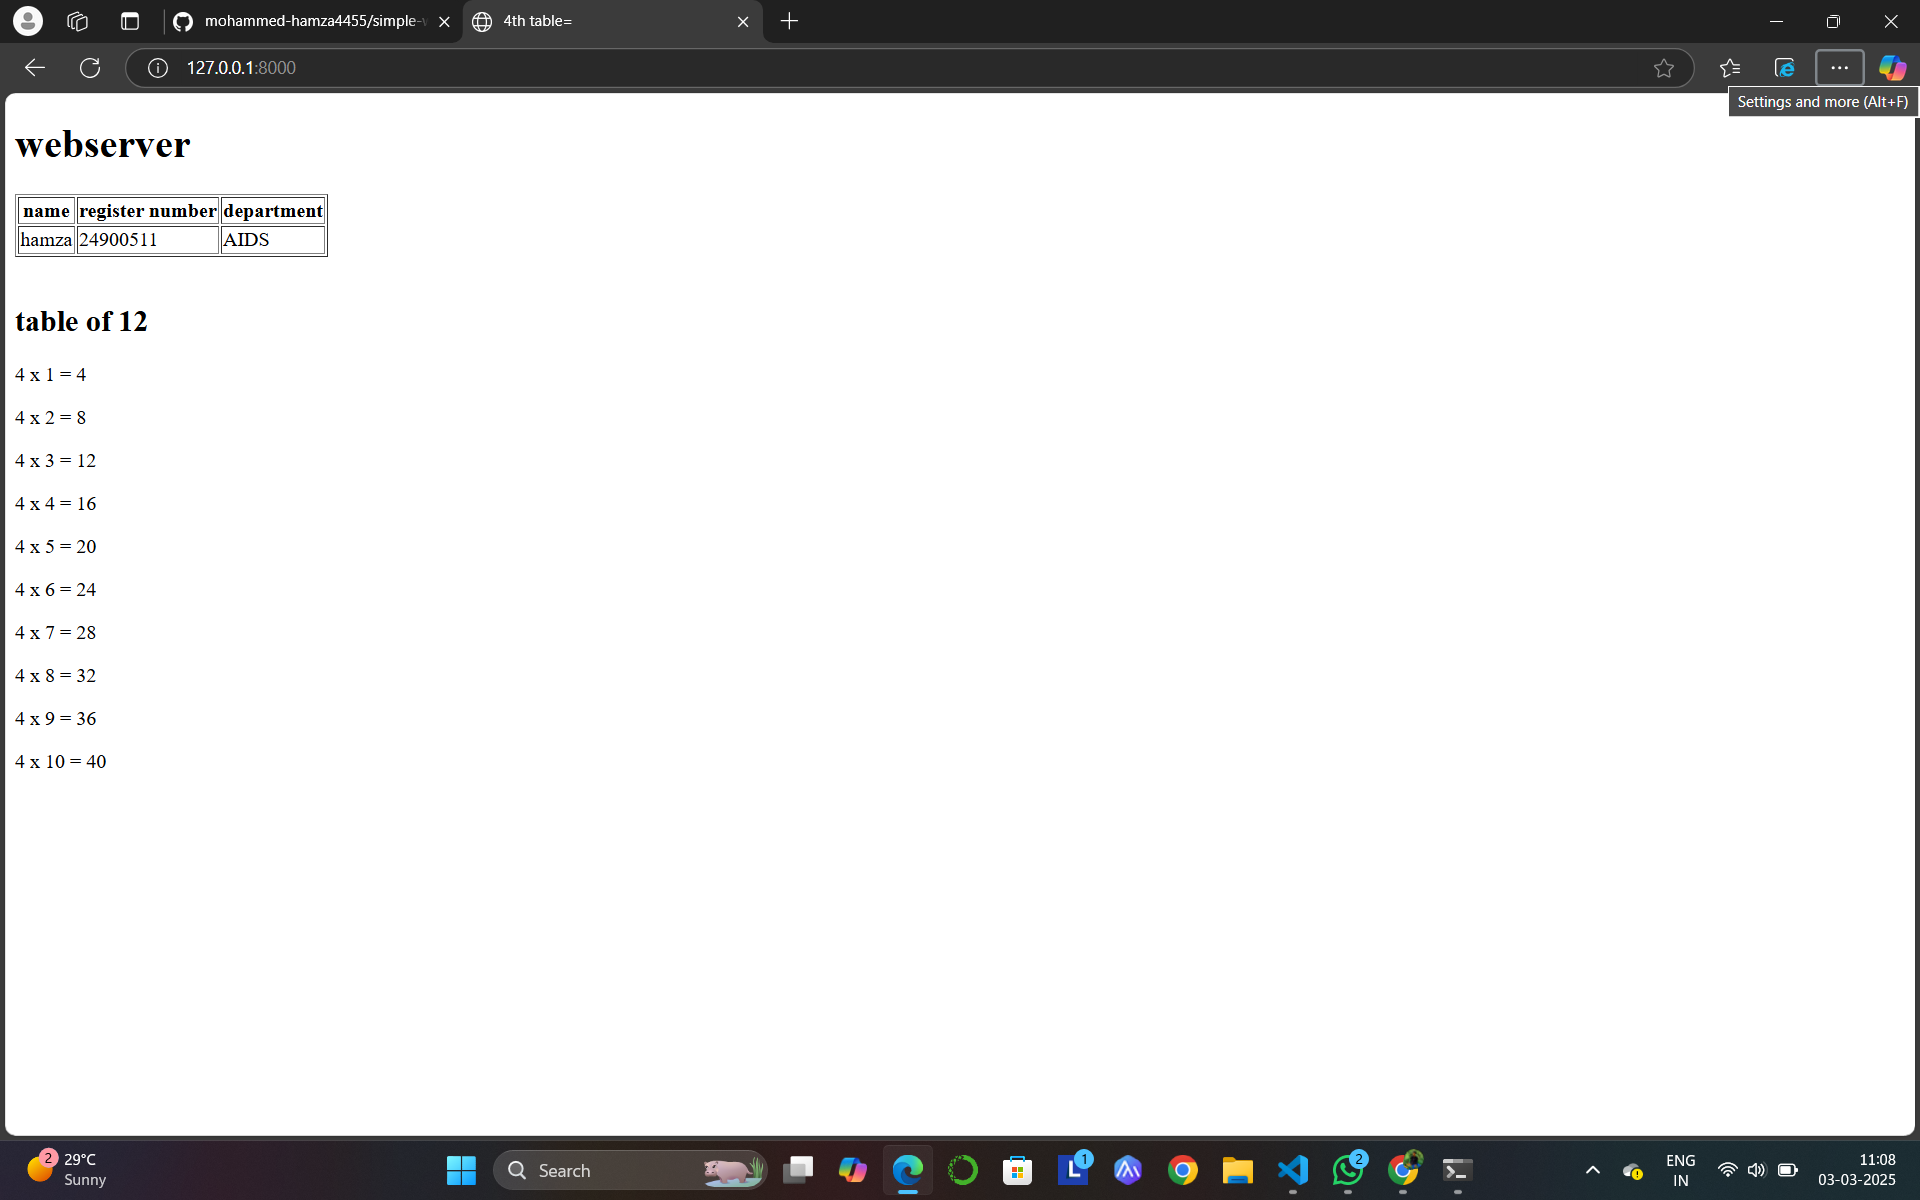 mohammed-hamza4455/simple-
4th table=
127.0.0.1:8000
Settings and more (Alt+F)
webserver
name register number department
hamza 24900511 AIDS
table of 12
4 x 1 = 4
4 x 2 = 8
4 x 3 = 12
4 x 4 = 16
4 x 5 = 20
4 x 6 = 24
4 x 7 = 28
4 x 8 = 32
4 x 9 = 36
4 x 10 = 40
2
29°C
Sunny
Search
L
1
2
ENG
IN
11:08
03-03-2025